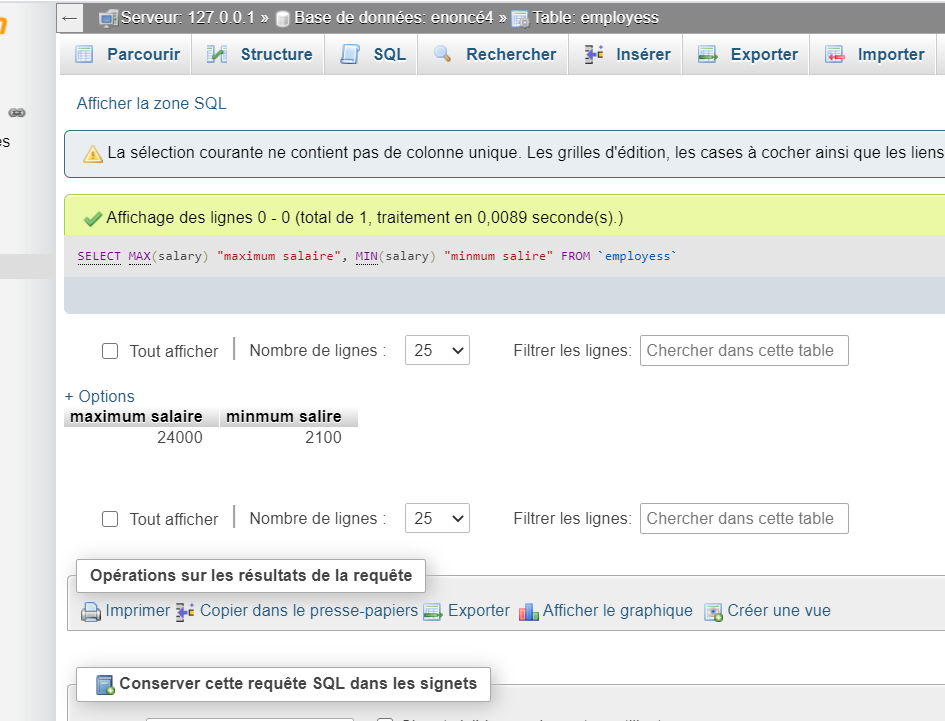 Serveur: 127.0.0.1 » Base de données: enoncé4 » Table: employess
Parcourir Structure SQL Rechercher Insérer Exporter Importer
Afficher la zone SQL
La sélection courante ne contient pas de colonne unique. Les grilles d'édition, les cases à cocher ainsi que les liens
Affichage des lignes 0 - 0 (total de 1, traitement en 0,0089 seconde(s).)
SELECT MAX(salary) "maximum salaire", MIN(salary) "minmum salire" FROM `employess`
Tout afficher Nombre de lignes : 25 Filtrer les lignes: Chercher dans cette table
+ Options
maximum salaire minmum salire
24000 2100
Tout afficher Nombre de lignes : 25 Filtrer les lignes: Chercher dans cette table
Opérations sur les résultats de la requête
Imprimer Copier dans le presse-papiers Exporter Afficher le graphique Créer une vue
Conserver cette requête SQL dans les signets